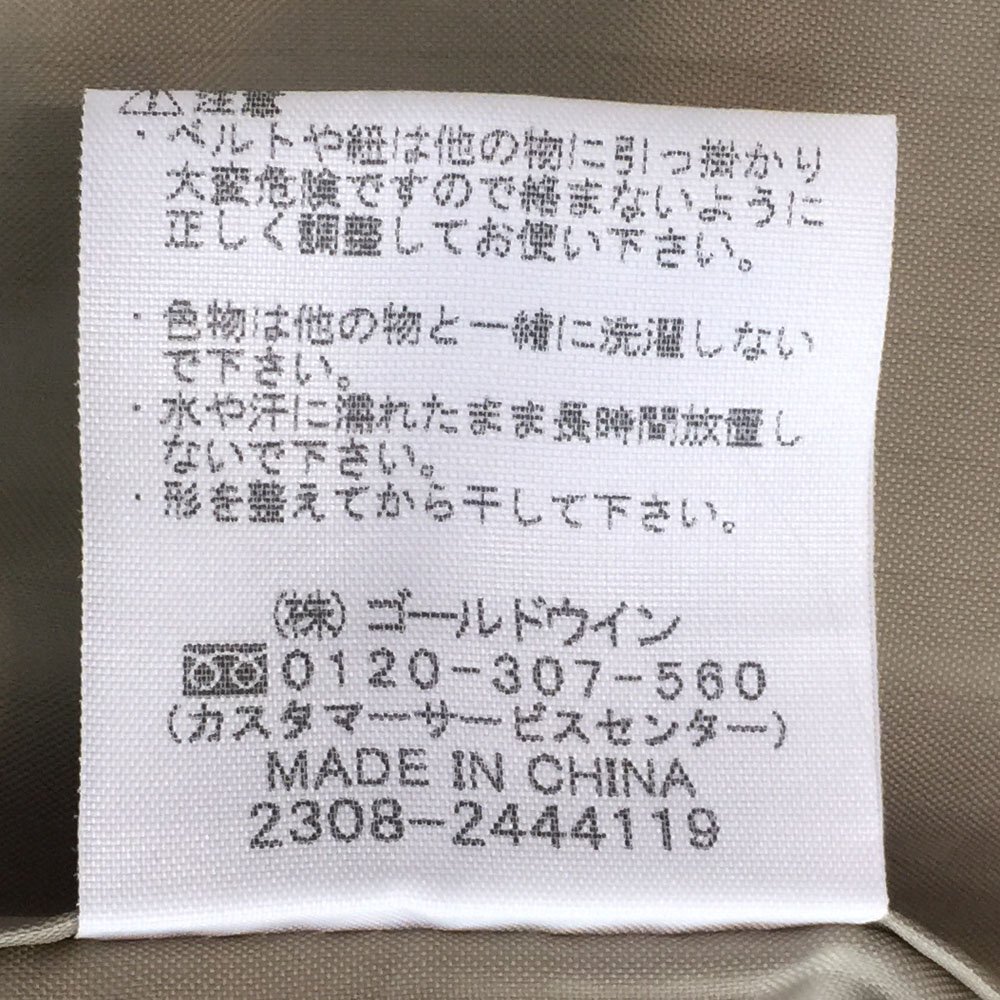 ⚠注意
・ベルトや紐は他の物に引っ掛かり
大変危険ですので絡まないように
正しく調整してお使い下さい。
・色物は他の物と一緒に洗濯しない
で下さい。
・水や汗に濡れたまま長時間放置し
ないで下さい。
・形を整えてから干して下さい。
(株)ゴールドウイン
0120-307-560
(カスタマーサービスセンター)
MADE IN CHINA
2308-2444119